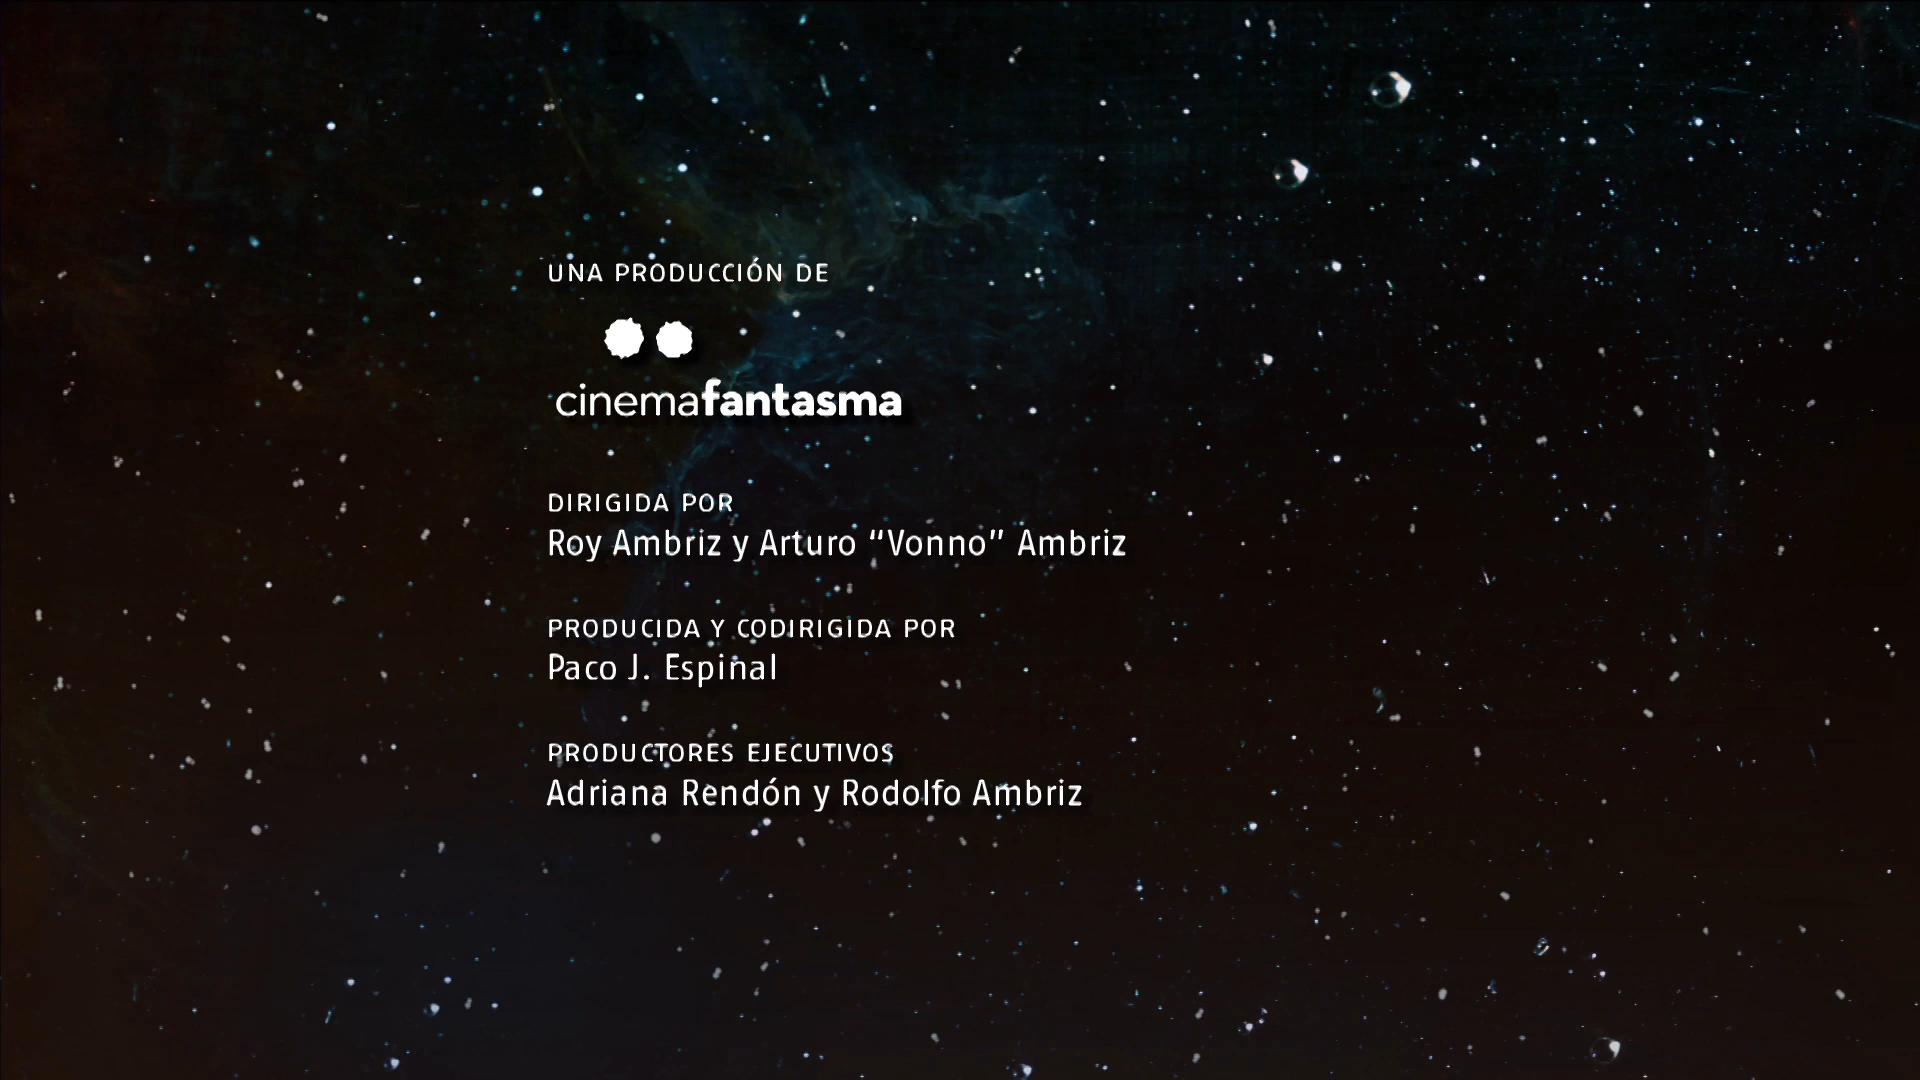 UNA PRODUCCIÓN DE
cinemafantasma
DIRIGIDA POR
Roy Ambriz y Arturo “Vonno” Ambriz
PRODUCIDA Y CODIRIGIDA POR
Paco J. Espinal
PRODUCTORES EJECUTIVOS
Adriana Rendón y Rodolfo Ambriz